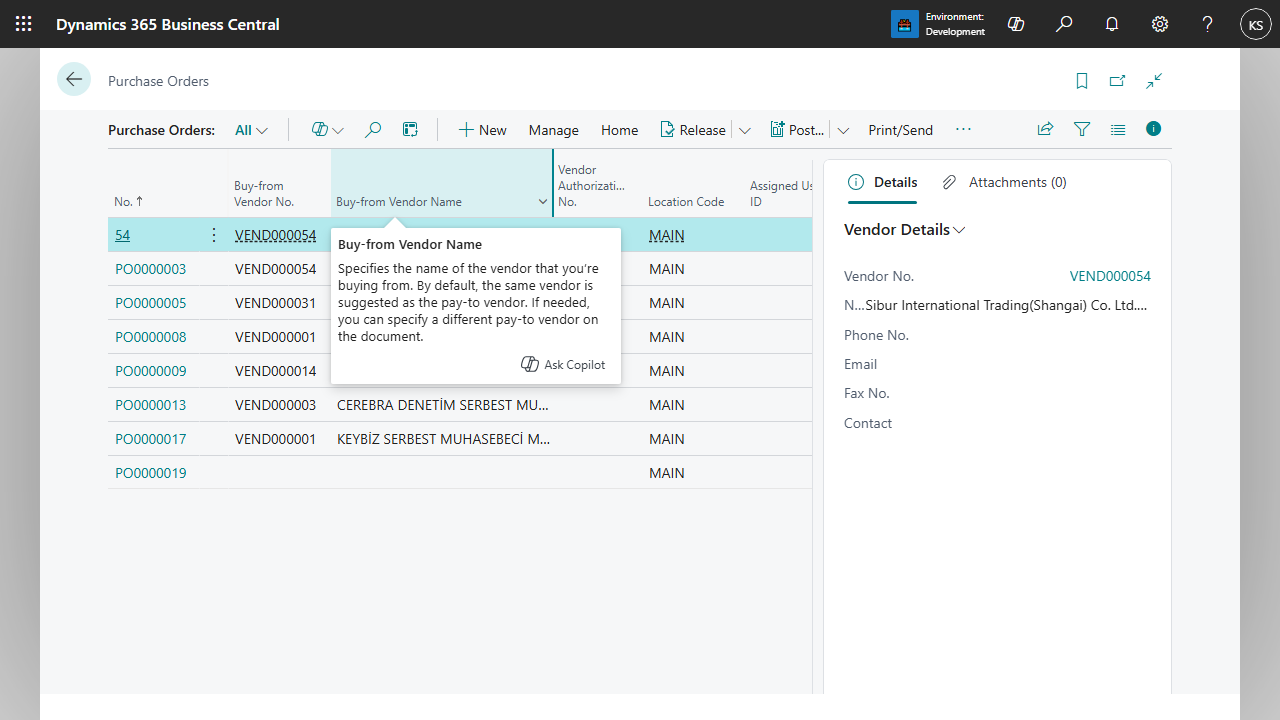 Dynamics 365 Business Central
Environment:
Development
KS
Purchase Orders
Purchase Orders: All New Manage Home Release Post... Print/Send ...
No. ↑
Buy-from
Vendor No.
Buy-from Vendor Name
Vendor
Authorizati...
No.
Location Code
Assigned Us
ID
54 VEND000054 MAIN
PO0000003 VEND000054 MAIN
PO0000005 VEND000031 MAIN
PO0000008 VEND000001 MAIN
PO0000009 VEND000014 MAIN
PO0000013 VEND000003 CEREBRA DENETİM SERBEST MU... MAIN
PO0000017 VEND000001 KEYBİZ SERBEST MUHASEBECİ M... MAIN
PO0000019 MAIN
Buy-from Vendor Name
Specifies the name of the vendor that you're
buying from. By default, the same vendor is
suggested as the pay-to vendor. If needed,
you can specify a different pay-to vendor on
the document.
Ask Copilot
Details Attachments (0)
Vendor Details
Vendor No. VEND000054
N... Sibur International Trading(Shangai) Co. Ltd....
Phone No.
Email
Fax No.
Contact